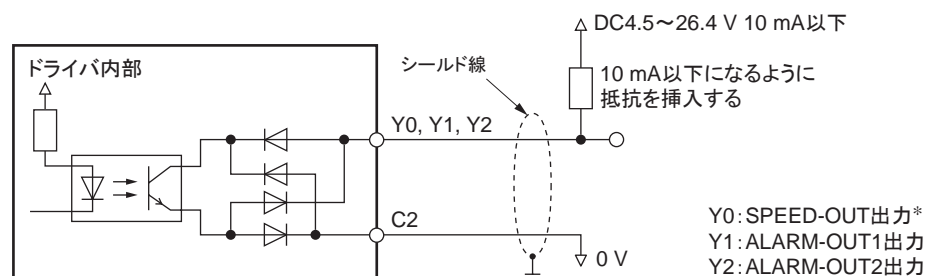 DC4.5～26.4 V 10 mA以下
ドライバ内部
シールド線
10 mA以下になるように
抵抗を挿入する
Y0, Y1, Y2
C2
0 V
Y0：SPEED-OUT出力*
Y1：ALARM-OUT1出力
Y2：ALARM-OUT2出力